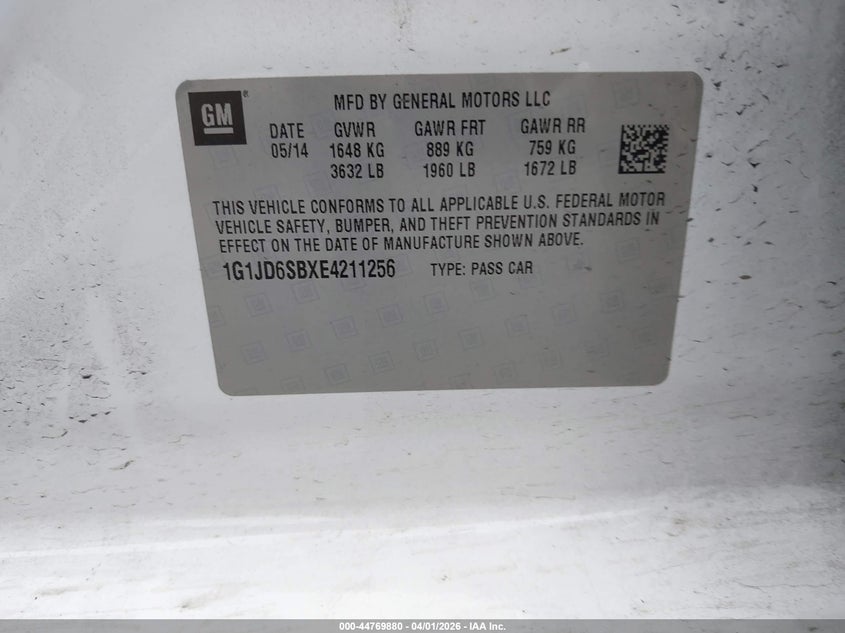 GM ®
MFD BY GENERAL MOTORS LLC
DATE GVWR GAWR FRT GAWR RR
05/14 1648 KG 889 KG 759 KG
3632 LB 1960 LB 1672 LB
THIS VEHICLE CONFORMS TO ALL APPLICABLE U.S. FEDERAL MOTOR
VEHICLE SAFETY, BUMPER, AND THEFT PREVENTION STANDARDS IN
EFFECT ON THE DATE OF MANUFACTURE SHOWN ABOVE.
1G1JD6SBXE4211256 TYPE: PASS CAR
000-44769880 - 04/01/2026 - IAA Inc.